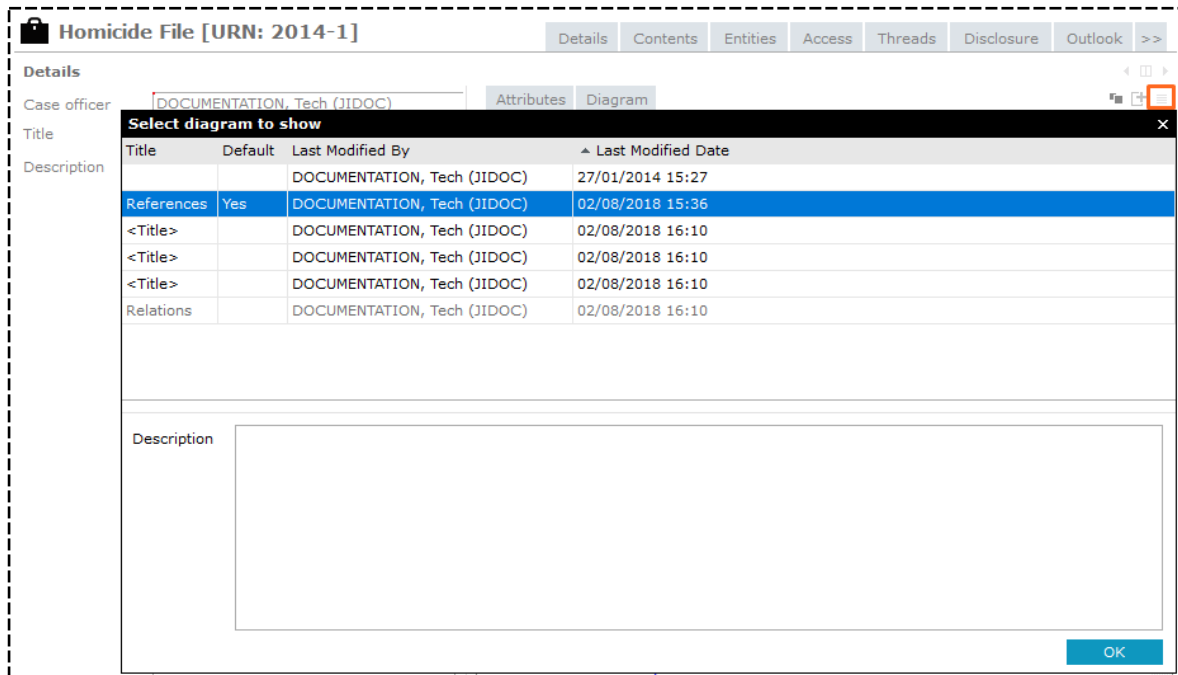 Homicide File [URN: 2014-1]
Details Contents Entities Access Threads Disclosure Outlook >>
Details
Case officer DOCUMENTATION, Tech (JIDOC) Attributes Diagram
Title
Description
Select diagram to show x
Title Default Last Modified By Last Modified Date
DOCUMENTATION, Tech (JIDOC) 27/01/2014 15:27
References Yes DOCUMENTATION, Tech (JIDOC) 02/08/2018 15:36
<Title> DOCUMENTATION, Tech (JIDOC) 02/08/2018 16:10
<Title> DOCUMENTATION, Tech (JIDOC) 02/08/2018 16:10
<Title> DOCUMENTATION, Tech (JIDOC) 02/08/2018 16:10
Relations DOCUMENTATION, Tech (JIDOC) 02/08/2018 16:10
Description
OK